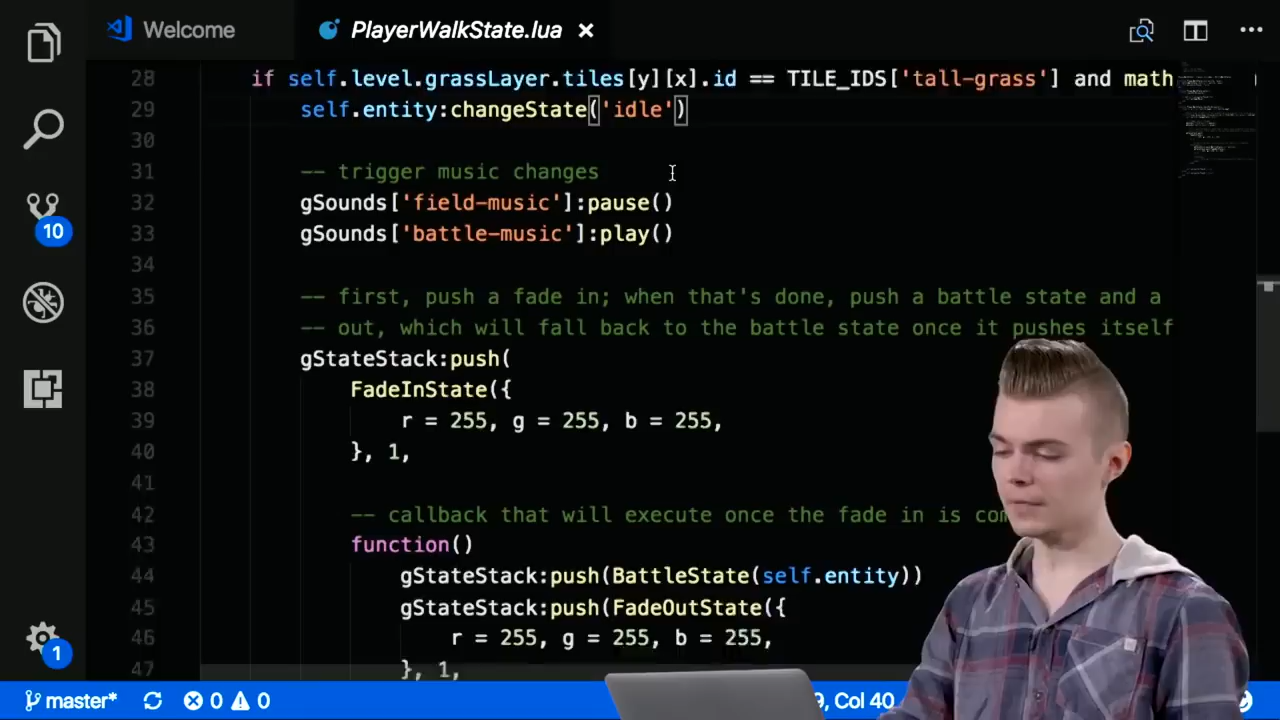 Welcome
PlayerWalkState.lua
28 if self.level.grassLayer.tiles[y][x].id == TILE_IDS['tall-grass'] and math
29 self.entity:changeState('idle')
30
31 -- trigger music changes
32 gSounds['field-music']:pause()
33 gSounds['battle-music']:play()
34
35 -- first, push a fade in; when that's done, push a battle state and a
36 -- out, which will fall back to the battle state once it pushes itself
37 gStateStack:push(
38 FadeInState({
39 r = 255, g = 255, b = 255,
40 }, 1,
41
42 -- callback that will execute once the fade in is
43 function()
44 gStateStack:push(BattleState(self.entity))
45 gStateStack:push(FadeOutState({
46 r = 255, g = 255, b = 255,
47 }, 1,
10
1
master* 0 0 9, Col 40